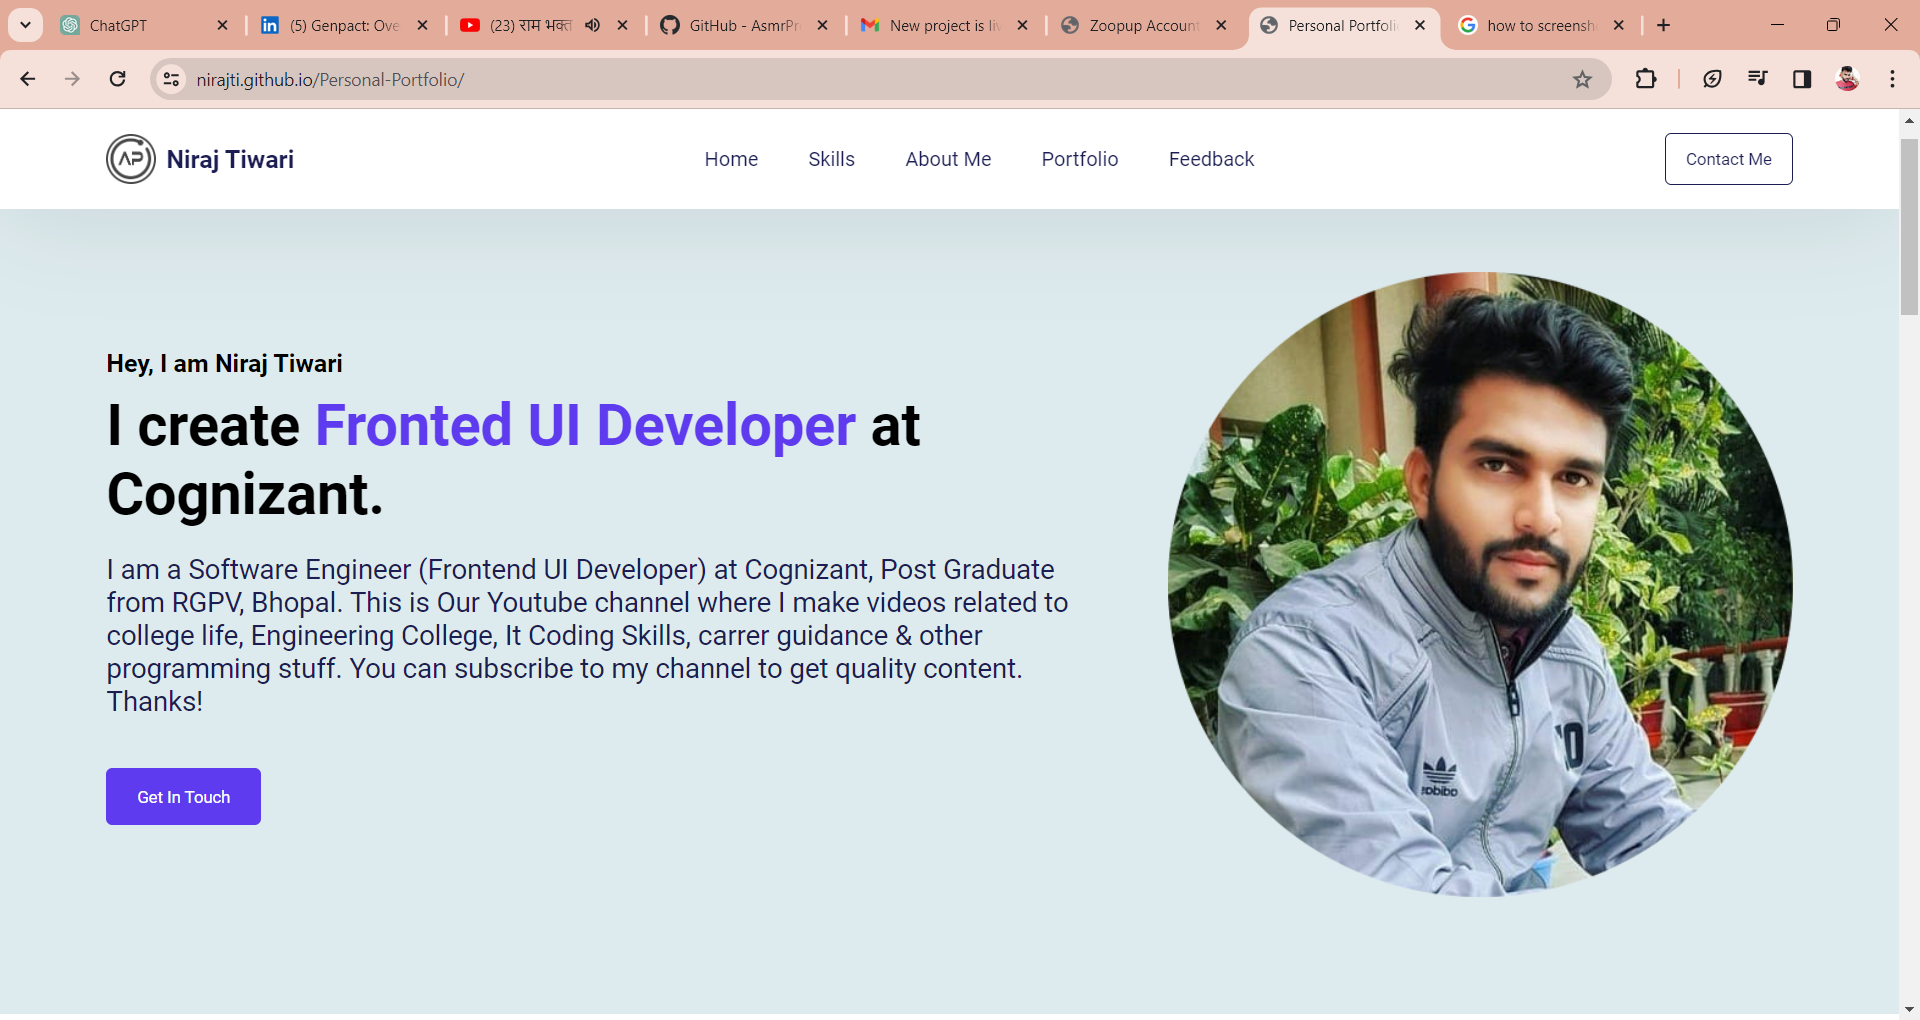 ChatGPT
(5) Genpact: Ove
(23) राम भक्त
GitHub - AsmrPr
New project is liv
Zoopup Account
Personal Portfoli
how to screensh
nirajti.github.io/Personal-Portfolio/
AP
Niraj Tiwari
Home
Skills
About Me
Portfolio
Feedback
Contact Me
Hey, I am Niraj Tiwari
I create Fronted UI Developer at
Cognizant.
I am a Software Engineer (Frontend UI Developer) at Cognizant, Post Graduate
from RGPV, Bhopal. This is Our Youtube channel where I make videos related to
college life, Engineering College, It Coding Skills, carrer guidance & other
programming stuff. You can subscribe to my channel to get quality content.
Thanks!
Get In Touch
adidas